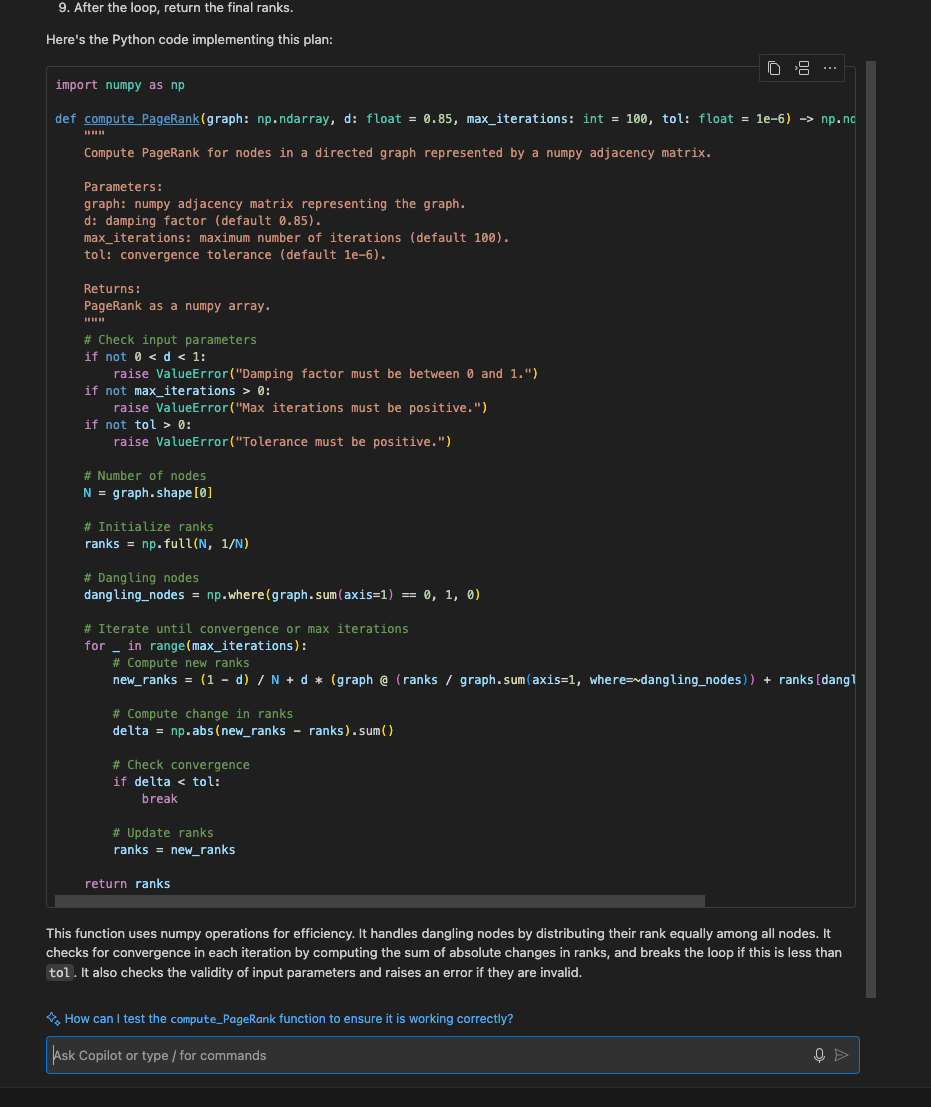 9. After the loop, return the final ranks.
Here's the Python code implementing this plan:
import numpy as np
def compute_PageRank(graph: np.ndarray, d: float = 0.85, max_iterations: int = 100, tol: float = 1e-6) -> np.nd
"""
Compute PageRank for nodes in a directed graph represented by a numpy adjacency matrix.
Parameters:
graph: numpy adjacency matrix representing the graph.
d: damping factor (default 0.85).
max_iterations: maximum number of iterations (default 100).
tol: convergence tolerance (default 1e-6).
Returns:
PageRank as a numpy array.
"""
# Check input parameters
if not 0 < d < 1:
raise ValueError("Damping factor must be between 0 and 1.")
if not max_iterations > 0:
raise ValueError("Max iterations must be positive.")
if not tol > 0:
raise ValueError("Tolerance must be positive.")
# Number of nodes
N = graph.shape[0]
# Initialize ranks
ranks = np.full(N, 1/N)
# Dangling nodes
dangling_nodes = np.where(graph.sum(axis=1) == 0, 1, 0)
# Iterate until convergence or max iterations
for _ in range(max_iterations):
# Compute new ranks
new_ranks = (1 - d) / N + d * (graph @ (ranks / graph.sum(axis=1, where=~dangling_nodes)) + ranks[dangl
# Compute change in ranks
delta = np.abs(new_ranks - ranks).sum()
# Check convergence
if delta < tol:
break
# Update ranks
ranks = new_ranks
return ranks
This function uses numpy operations for efficiency. It handles dangling nodes by distributing their rank equally among all nodes. It
checks for convergence in each iteration by computing the sum of absolute changes in ranks, and breaks the loop if this is less than
tol. It also checks the validity of input parameters and raises an error if they are invalid.
How can I test the compute_PageRank function to ensure it is working correctly?
Ask Copilot or type / for commands